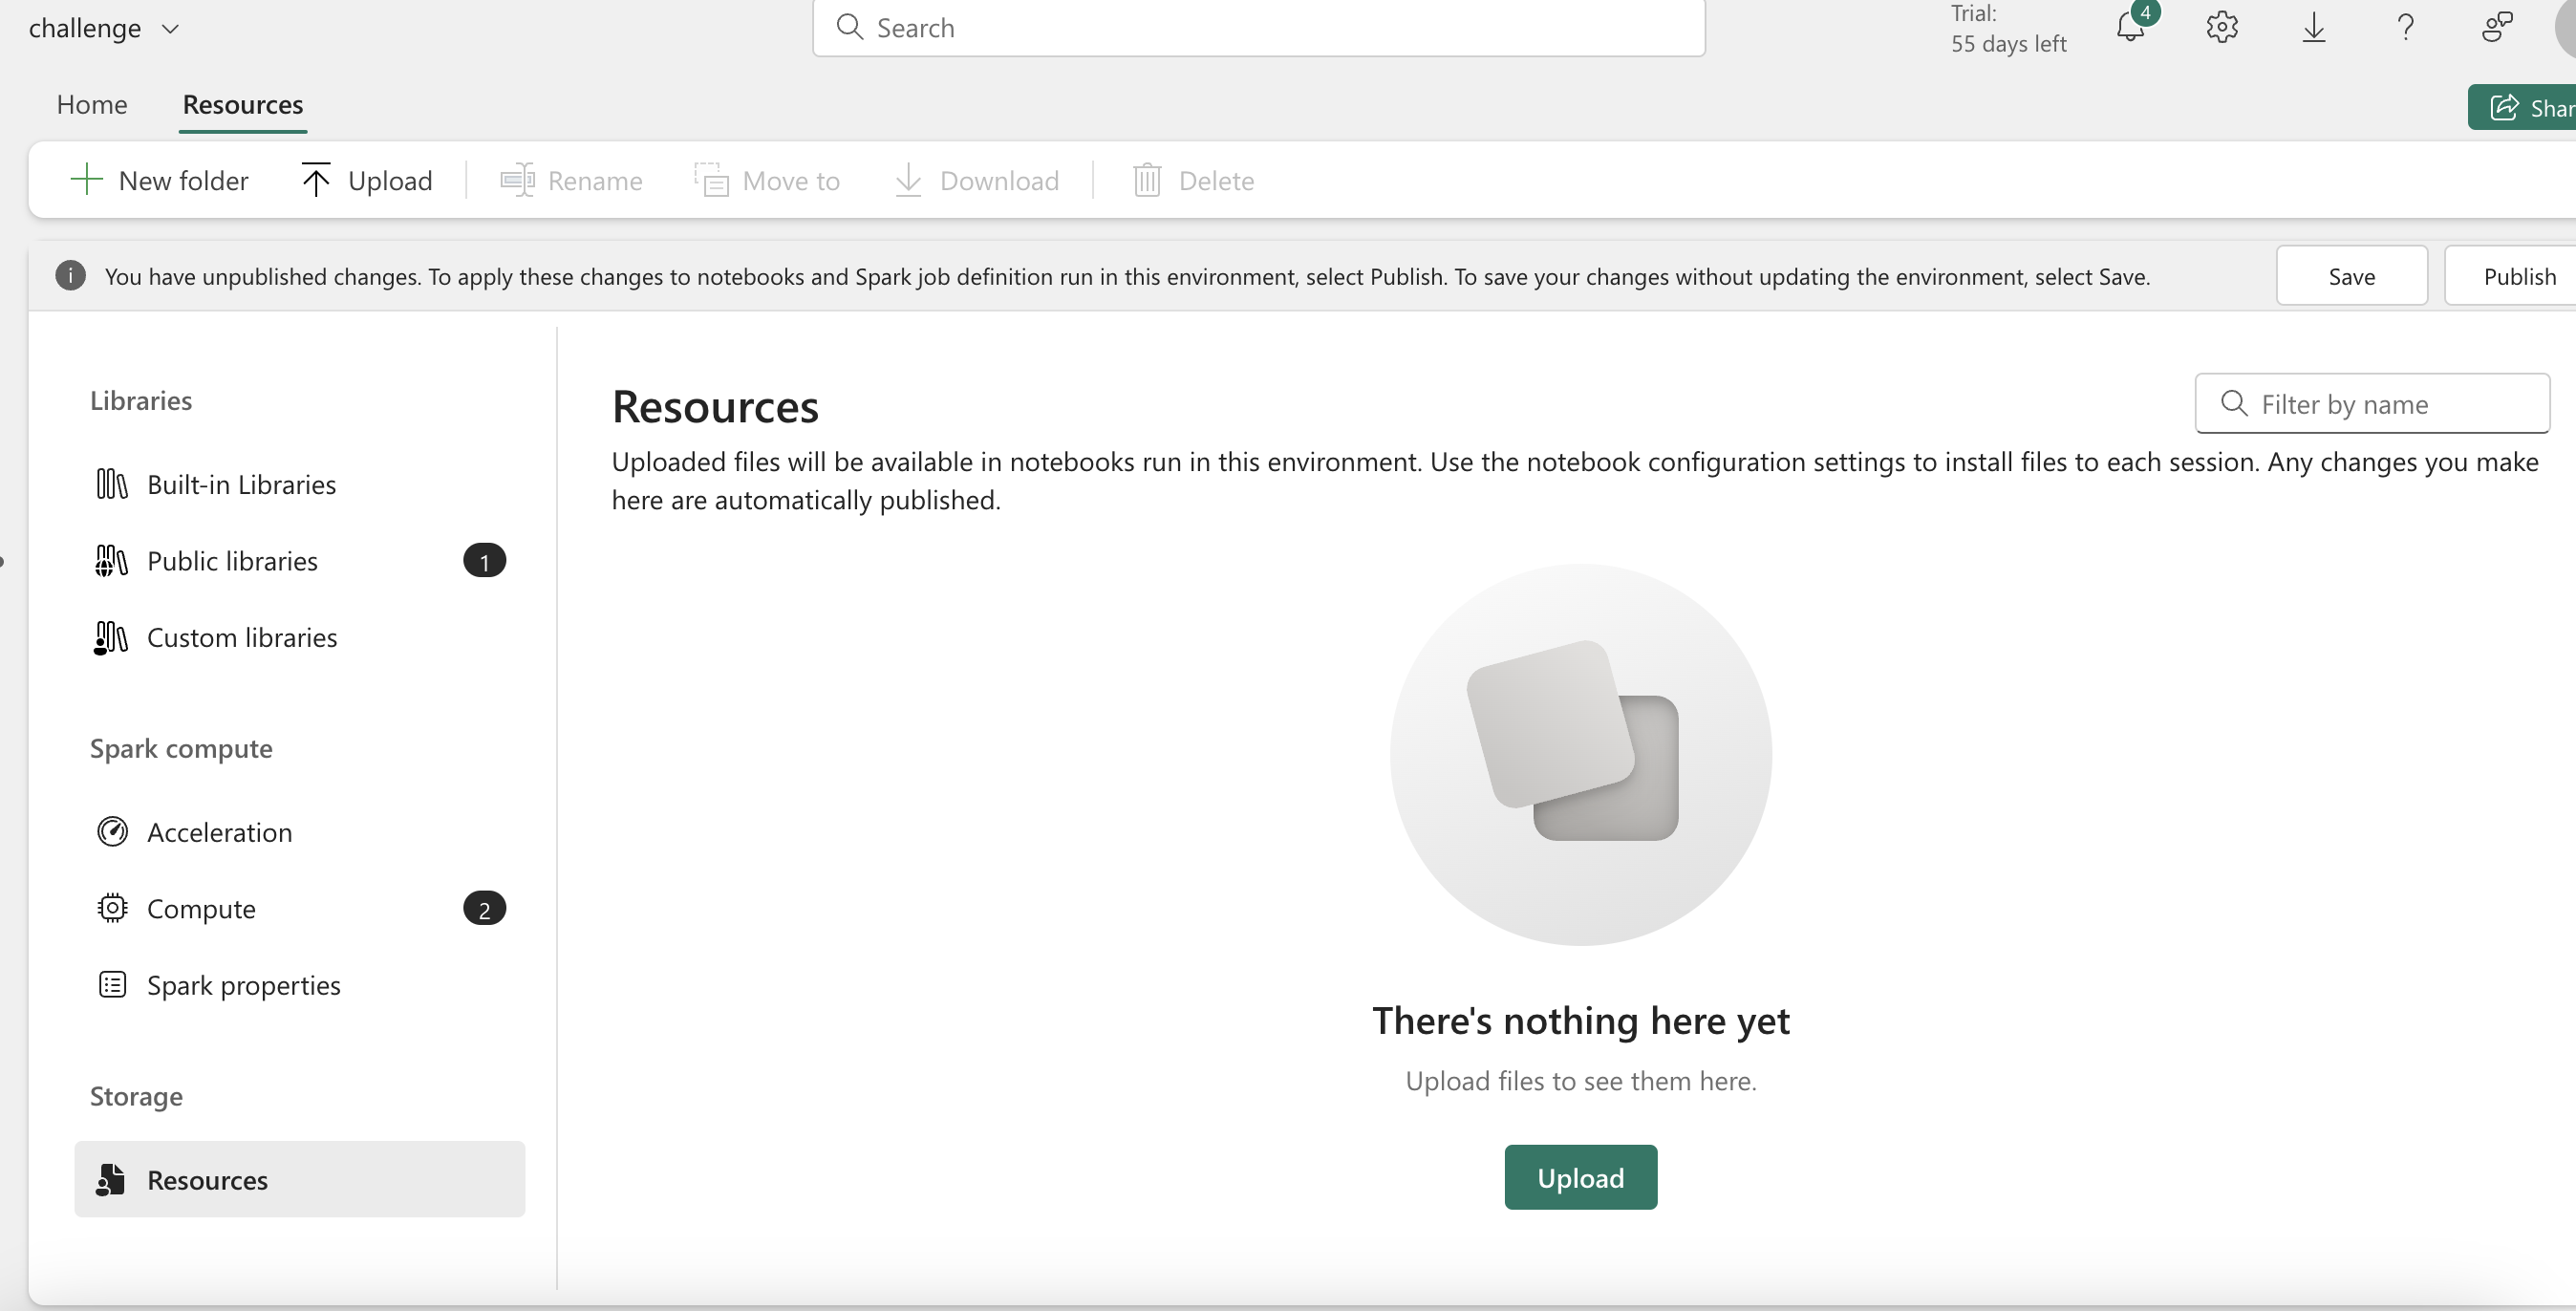 challenge
Search
Trial:
55 days left
4
Home
Resources
Shar
New folder
Upload
Rename
Move to
Download
Delete
You have unpublished changes. To apply these changes to notebooks and Spark job definition run in this environment, select Publish. To save your changes without updating the environment, select Save.
Save
Publish
Libraries
Built-in Libraries
Public libraries
1
Custom libraries
Spark compute
Acceleration
Compute
2
Spark properties
Storage
Resources
Resources
Filter by name
Uploaded files will be available in notebooks run in this environment. Use the notebook configuration settings to install files to each session. Any changes you make
here are automatically published.
There's nothing here yet
Upload files to see them here.
Upload